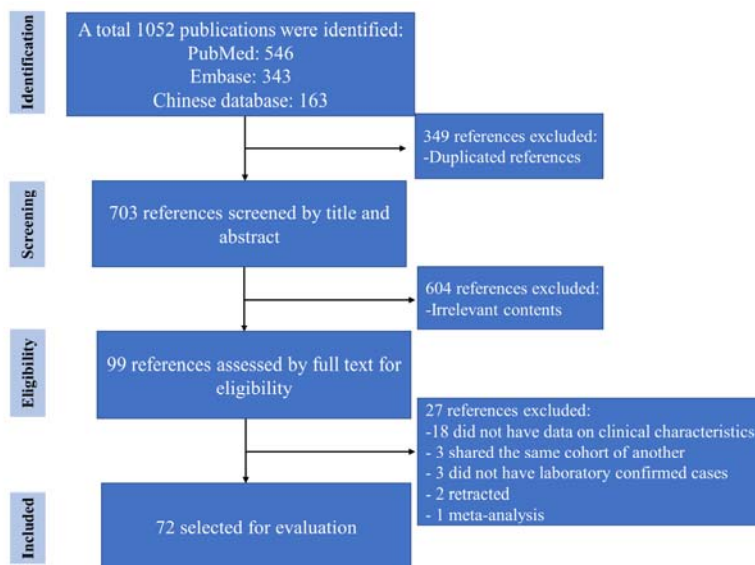 Identification
A total 1052 publications were identified:
PubMed: 546
Embase: 343
Chinese database: 163
349 references excluded:
-Duplicated references
Screening
703 references screened by title and
abstract
604 references excluded:
-Irrelevant contents
Eligibility
99 references assessed by full text for
eligibility
27 references excluded:
-18 did not have data on clinical characteristics
- 3 shared the same cohort of another
- 3 did not have laboratory confirmed cases
- 2 retracted
- 1 meta-analysis
Included
72 selected for evaluation